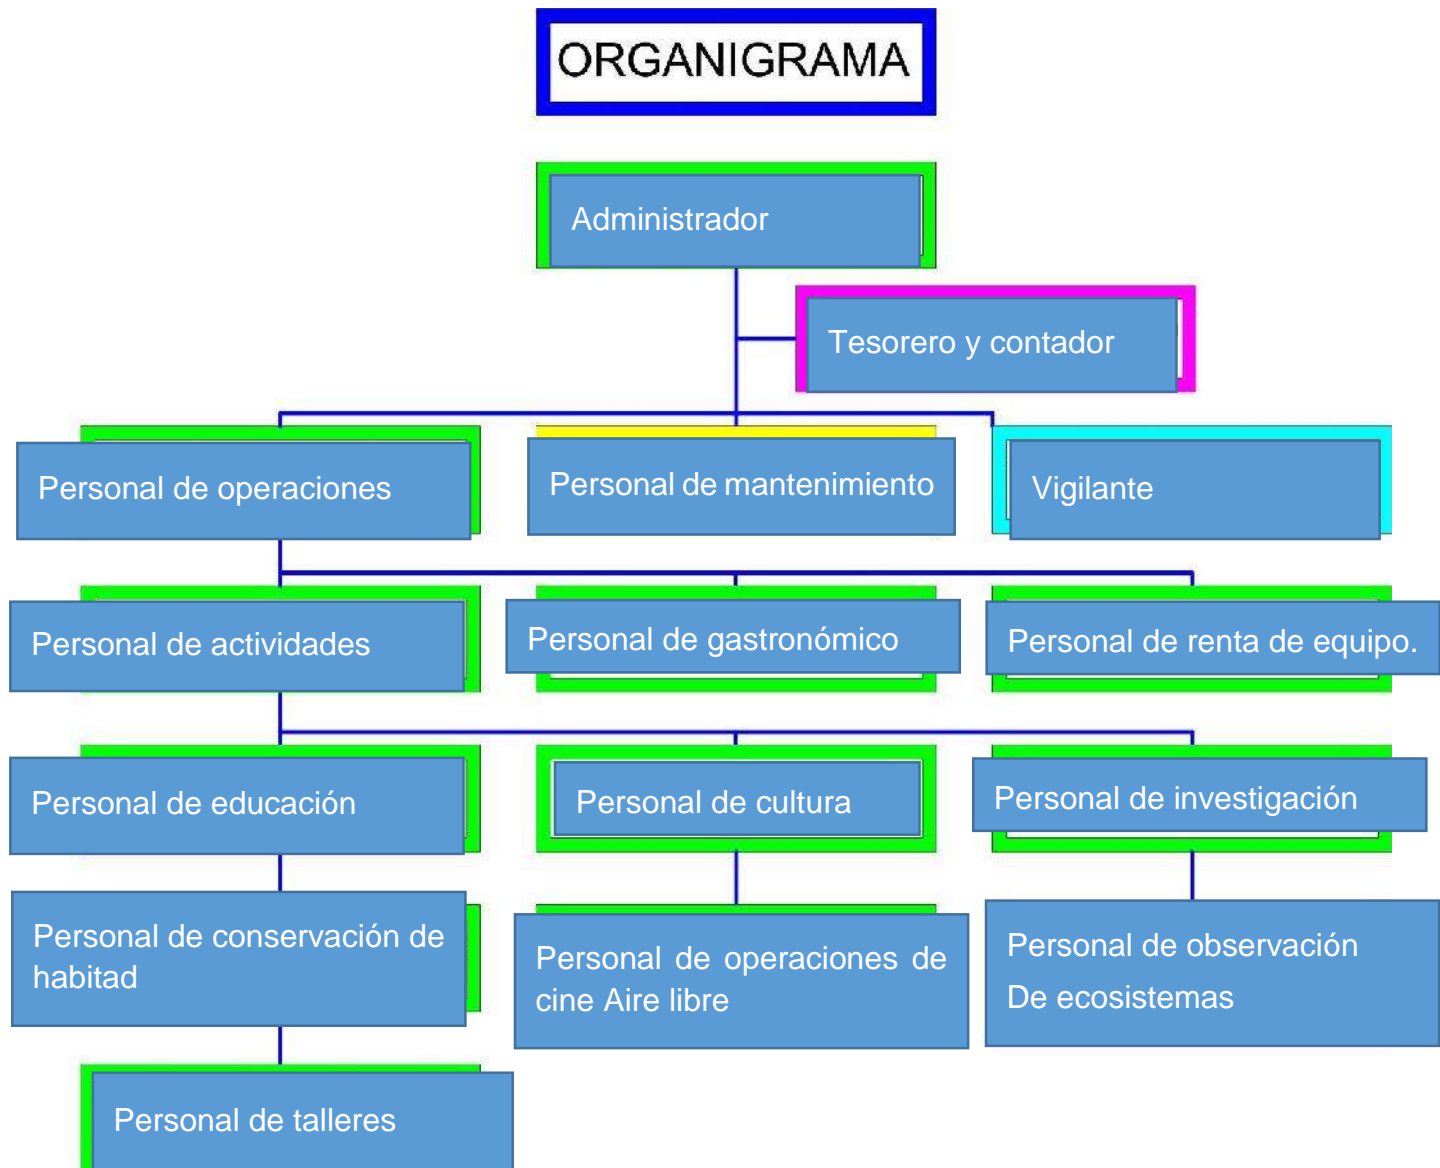 ORGANIGRAMA
Administrador
Tesorero y contador
Personal de operaciones
Personal de mantenimiento
Vigilante
Personal de actividades
Personal de gastronómico
Personal de renta de equipo.
Personal de educación
Personal de cultura
Personal de investigación
Personal de conservación de
habitad
Personal de operaciones de
cine Aire libre
Personal de observación
De ecosistemas
Personal de talleres